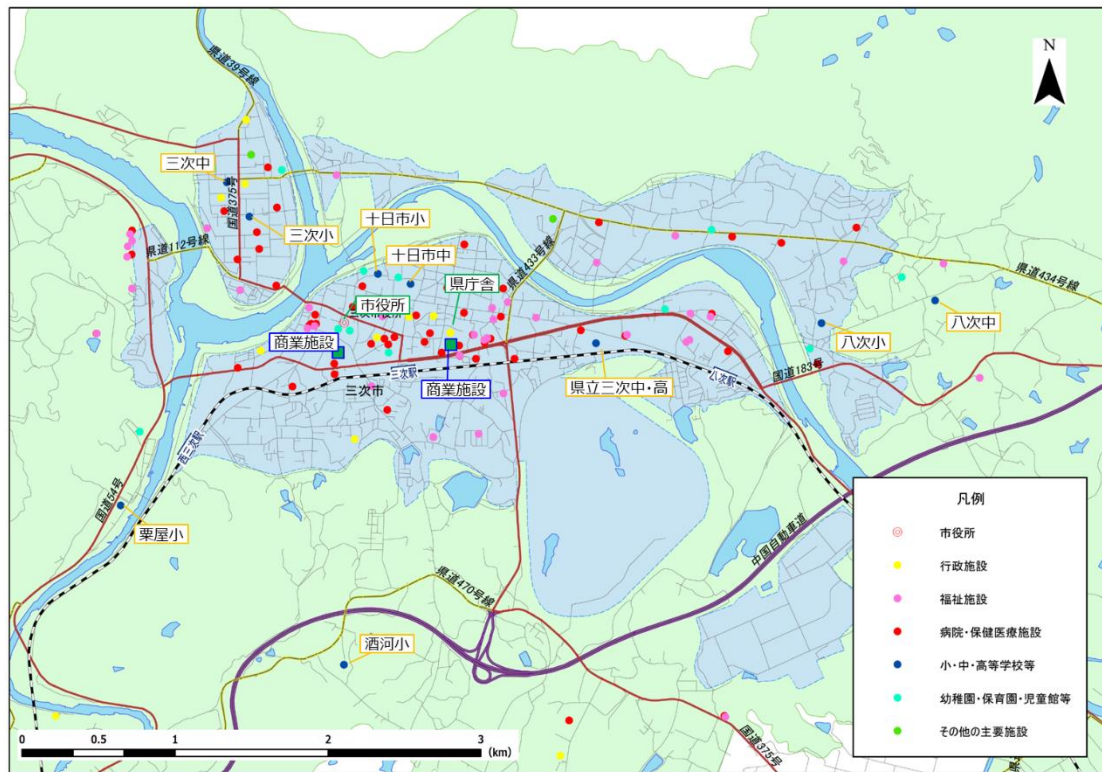 N
県道39号線
三次中
国道375号
三次小
県道112号線
十日市小
十日市中
県道433号線
県道434号線
県庁舎
市役所
三次市役所
商業施設
商業施設
八次中
八次小
県立三次中・高
三次駅
八次駅
国道183号
三次市
西三次駅
国道54号
粟屋小
中国自動車道
県道470号線
酒河小
国道375号
0 0.5 1 2 3
(km)
凡例
市役所
行政施設
福祉施設
病院・保健医療施設
小・中・高等学校等
幼稚園・保育園・児童館等
その他の主要施設